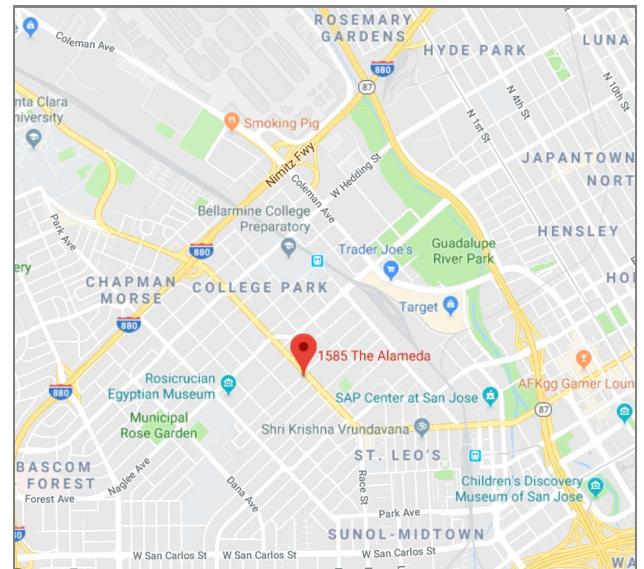 ROSEMARY
GARDENS
HYDE PARK
LUNA
Coleman Ave
880
87
N 10th St
N 4th St
N 1st St
nta Clara
niversity
Smoking Pig
Nimitz Fwy
Coleman Ave
W Hedding St
JAPANTOWN
NORT
Park Ave
Bellarmine College
Preparatory
Trader Joe's
Guadalupe
River Park
HENSLEY
ery
880
CHAPMAN
MORSE
COLLEGE PARK
HO
Target
880
1585 The Alameda
AFKgg Gamer Loun
Rosicrucian
Egyptian Museum
880
SAP Center at San Jose
87
Municipal
Rose Garden
Shri Krishna Vrundavana
ST. LEO'S
BASCOM
FOREST
Naglee Ave
Forest Ave
Dana Ave
Race St
Children's Discovery
Museum of San Jose
Park Ave
SUNOL-MIDTOWN
W San Carlos St
W San Carlos St
W San Carlos St
WA